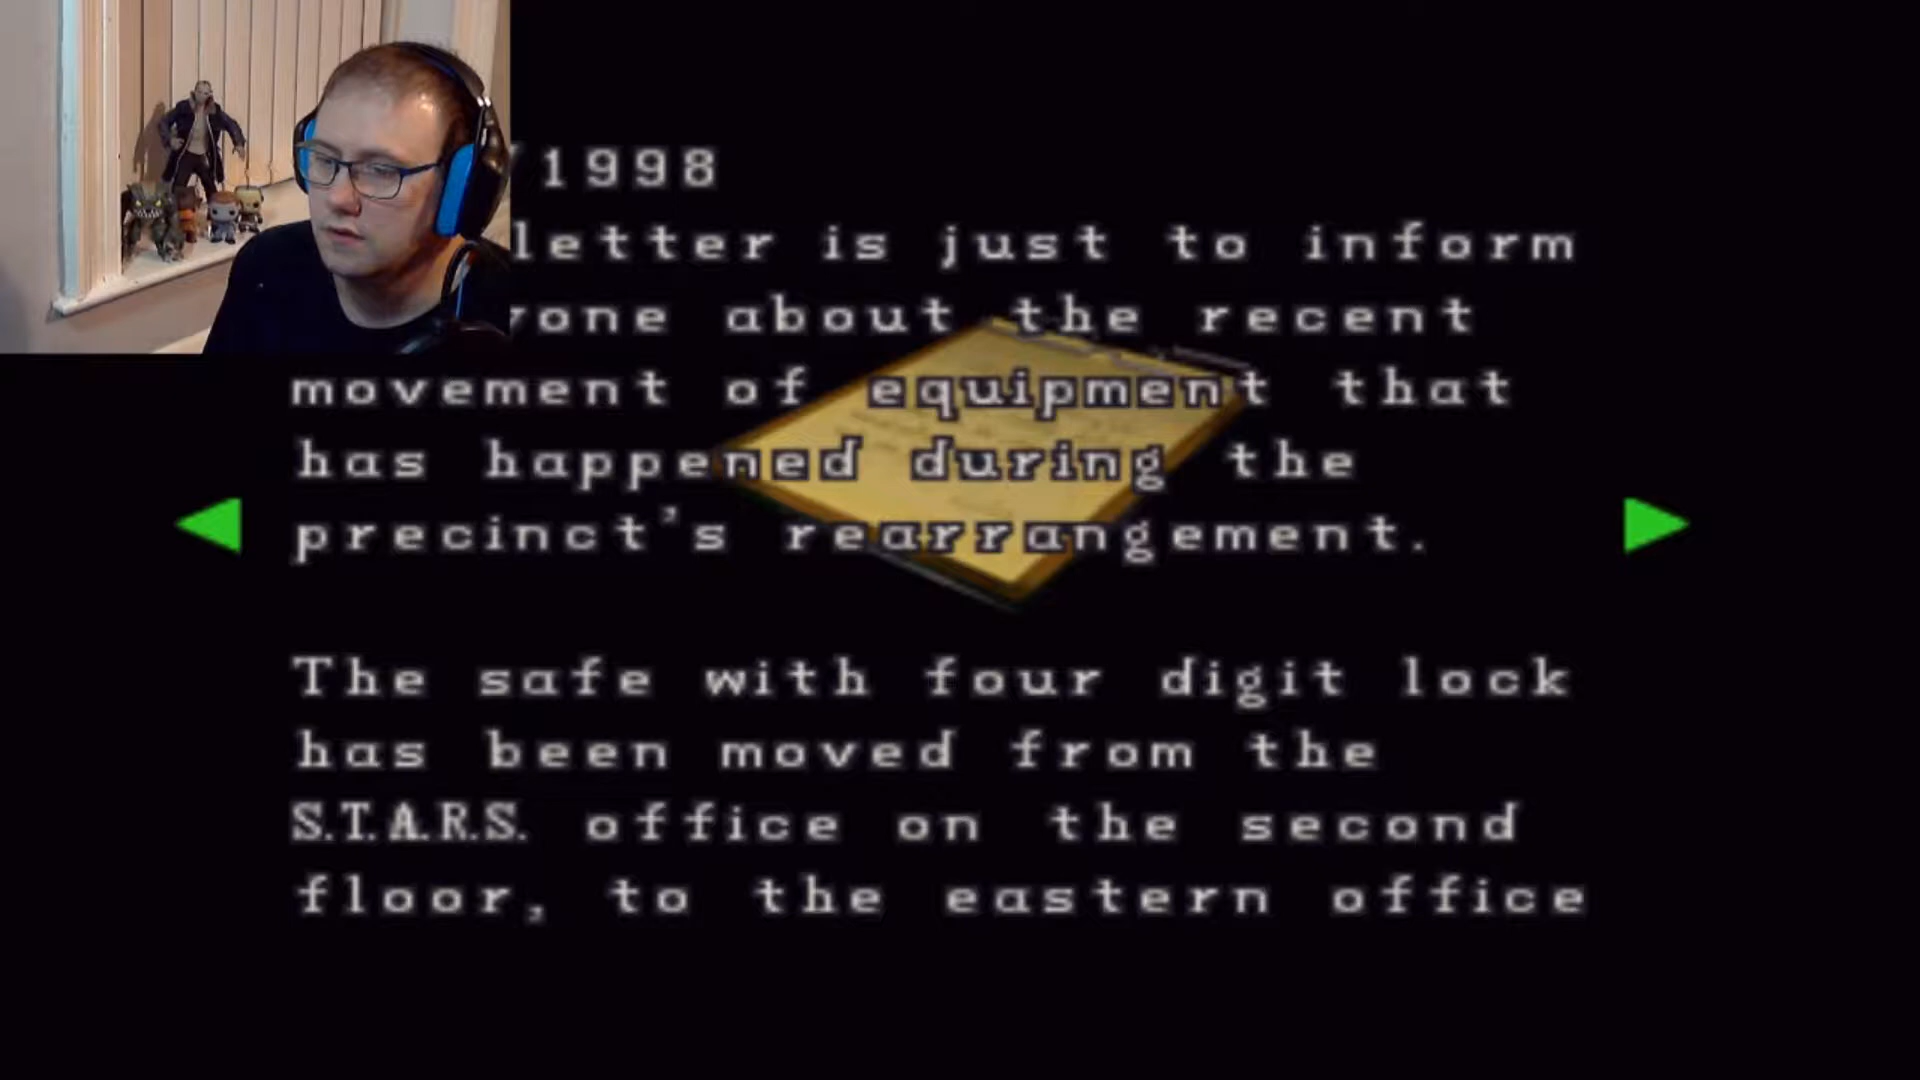 /1998
letter is just to inform
yone about the recent
movement of equipment that
has happened during the
precinct's rearrangement.
The safe with four digit lock
has been moved from the
S.T.A.R.S. office on the second
floor, to the eastern office